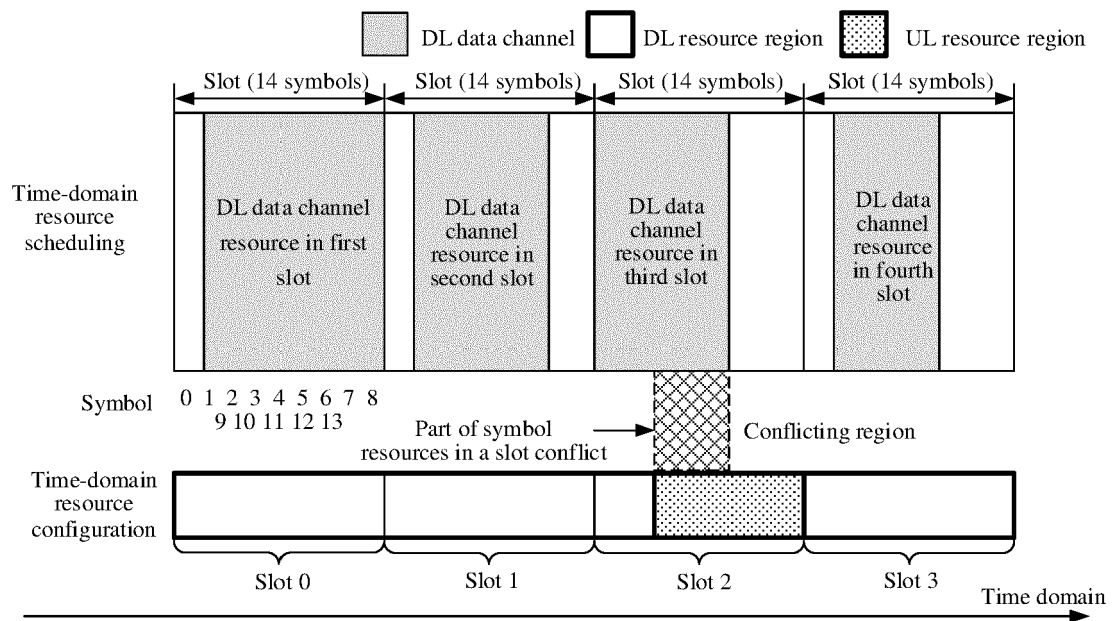 DL data channel
DL resource region
UL resource region
Slot (14 symbols)
Slot (14 symbols)
Slot (14 symbols)
Slot (14 symbols)
Time-domain
resource
scheduling
DL data channel
resource in first
slot
DL data
channel
resource in
second slot
DL data
channel
resource in
third slot
DL data
channel
resource
in fourth
slot
Symbol
0 1 2 3 4 5 6 7 8
9 10 11 12 13
Part of symbol
resources in a slot conflict
Conflicting region
Time-domain
resource
configuration
Slot 0
Slot 1
Slot 2
Slot 3
Time domain